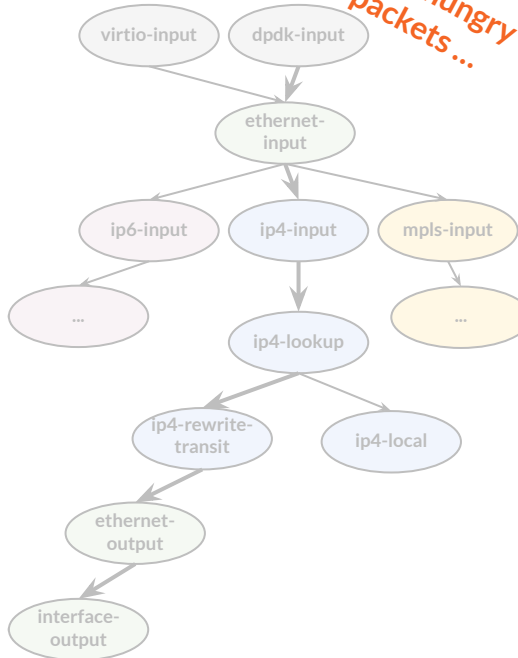 hungry
packets ...
virtio-input
dpdk-input
ethernet-
input
ip6-input
ip4-input
mpls-input
...
...
ip4-lookup
ip4-rewrite-
transit
ip4-local
ethernet-
output
interface-
output